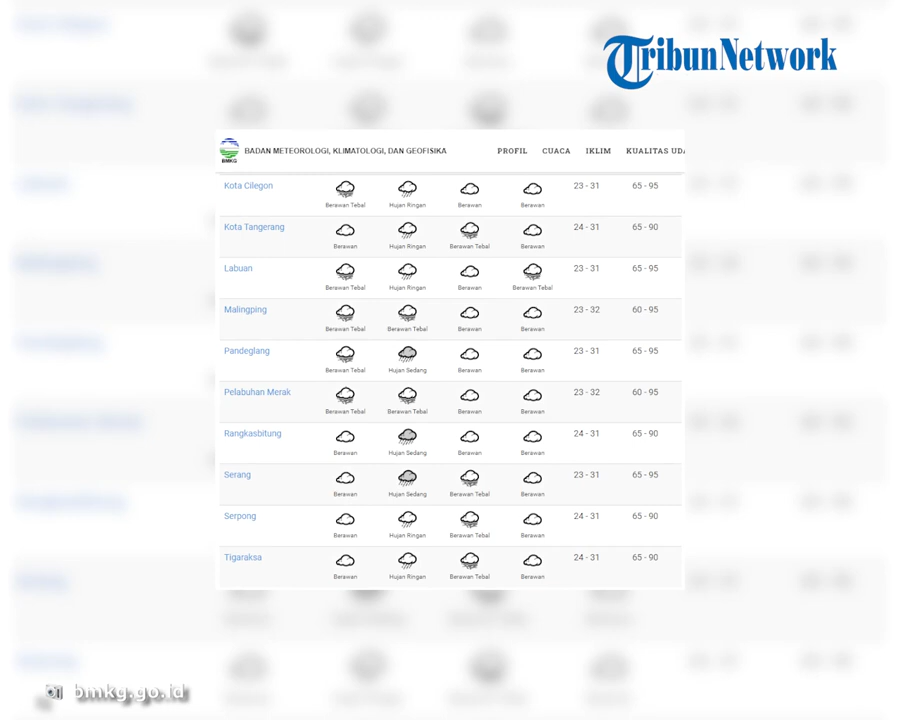 TribunNetwork
BMKG
BADAN METEOROLOGI, KLIMATOLOGI, DAN GEOFISIKA PROFIL CUACA IKLIM KUALITAS UDA
Kota Cilegon 23 - 31 65 - 95
Berawan Tebal Hujan Ringan Berawan Berawan
Kota Tangerang 24 - 31 65 - 90
Berawan Hujan Ringan Berawan Tebal Berawan
Labuan 23 - 31 65 - 95
Berawan Tebal Hujan Ringan Berawan Berawan Tebal
Malingping 23 - 32 60 - 95
Berawan Tebal Berawan Tebal Berawan Berawan
Pandeglang 23 - 31 65 - 95
Berawan Tebal Hujan Sedang Berawan Berawan
Pelabuhan Merak 23 - 32 60 - 95
Berawan Tebal Berawan Tebal Berawan Berawan
Rangkasbitung 24 - 31 65 - 90
Berawan Hujan Sedang Berawan Berawan
Serang 23 - 31 65 - 95
Berawan Hujan Sedang Berawan Tebal Berawan
Serpong 24 - 31 65 - 90
Berawan Hujan Ringan Berawan Tebal Berawan
Tigaraksa 24 - 31 65 - 90
Berawan Hujan Ringan Berawan Tebal Berawan
bmkg.go.id